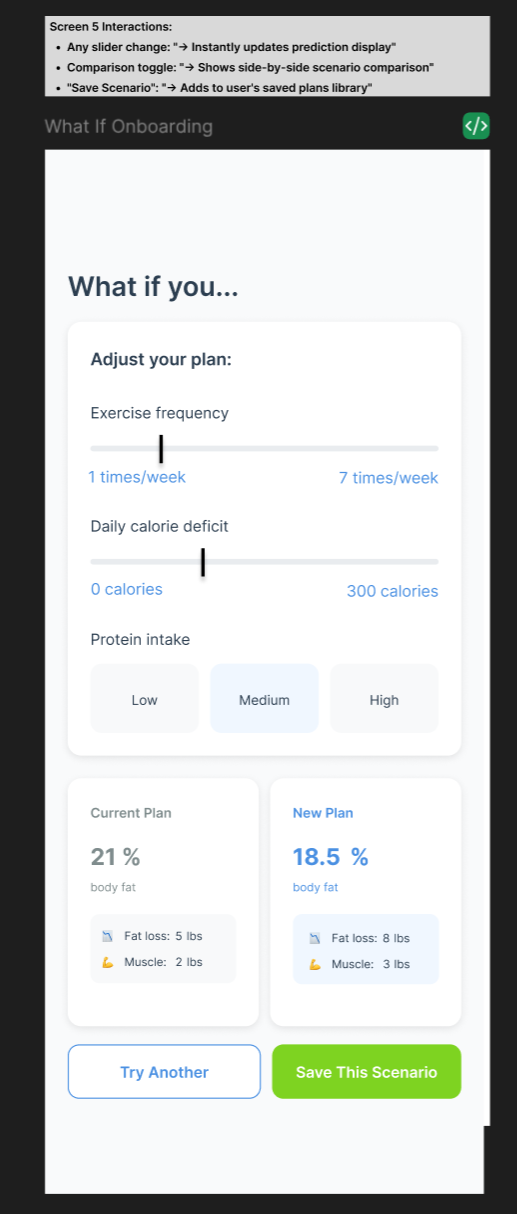 Screen 5 Interactions:
• Any slider change: "→ Instantly updates prediction display"
• Comparison toggle: "→ Shows side-by-side scenario comparison"
• "Save Scenario": "→ Adds to user's saved plans library"
What If Onboarding
</>
What if you...
Adjust your plan:
Exercise frequency
1 times/week 7 times/week
Daily calorie deficit
0 calories 300 calories
Protein intake
Low Medium High
Current Plan
21 %
body fat
📉 Fat loss: 5 lbs
💪 Muscle: 2 lbs
New Plan
18.5 %
body fat
📉 Fat loss: 8 lbs
💪 Muscle: 3 lbs
Try Another
Save This Scenario